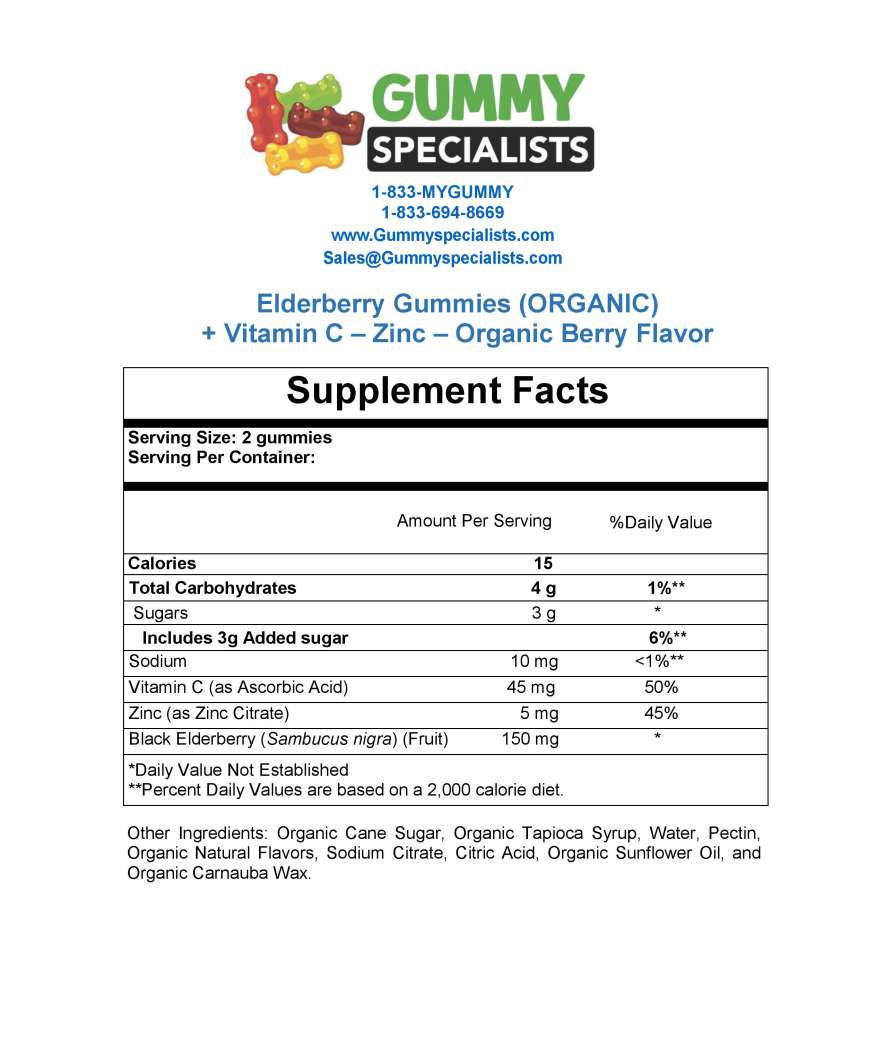 GUMMY
SPECIALISTS
1-833-MYGUMMY
1-833-694-8669
www.Gummyspecialists.com
Sales@Gummyspecialists.com
Elderberry Gummies (ORGANIC)
+ Vitamin C – Zinc – Organic Berry Flavor
Supplement Facts
Serving Size: 2 gummies
Serving Per Container:
Amount Per Serving %Daily Value
Calories 15
Total Carbohydrates 4 g 1%**
Sugars 3 g *
Includes 3g Added sugar 6%**
Sodium 10 mg <1%**
Vitamin C (as Ascorbic Acid) 45 mg 50%
Zinc (as Zinc Citrate) 5 mg 45%
Black Elderberry (Sambucus nigra) (Fruit) 150 mg *
*Daily Value Not Established
**Percent Daily Values are based on a 2,000 calorie diet.
Other Ingredients: Organic Cane Sugar, Organic Tapioca Syrup, Water, Pectin,
Organic Natural Flavors, Sodium Citrate, Citric Acid, Organic Sunflower Oil, and
Organic Carnauba Wax.